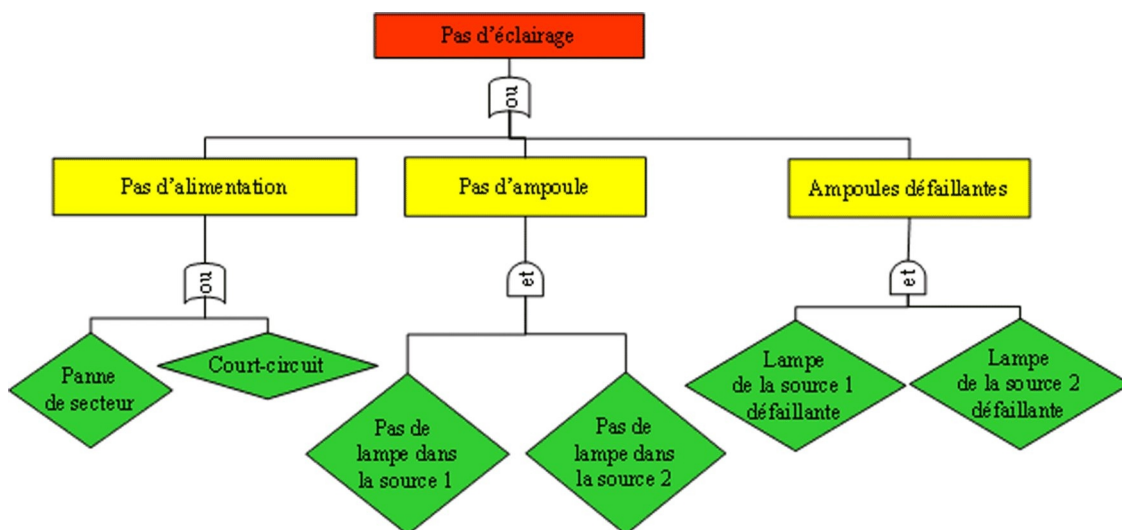 Pas d'éclairage
ou
Pas d'alimentation
Pas d'ampoule
Ampoules défaillantes
ou
et
et
Panne
de secteur
Court-circuit
Pas de
lampe dans
la source 1
Pas de
lampe dans
la source 2
Lampe
de la source 1
défaillante
Lampe
de la source 2
défaillante